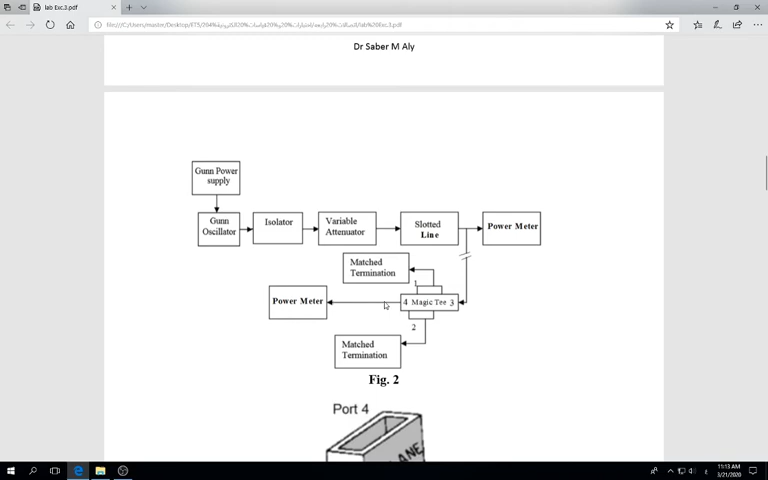 lab Exc.3.pdf
Dr Saber M Aly
Gunn Power
supply
Gunn
Oscillator
Isolator
Variable
Attenuator
Slotted
Line
Power Meter
Matched
Termination
1
Power Meter
4 Magic Tee 3
2
Matched
Termination
Fig. 2
Port 4
ANE
11:13 AM
3/21/2020